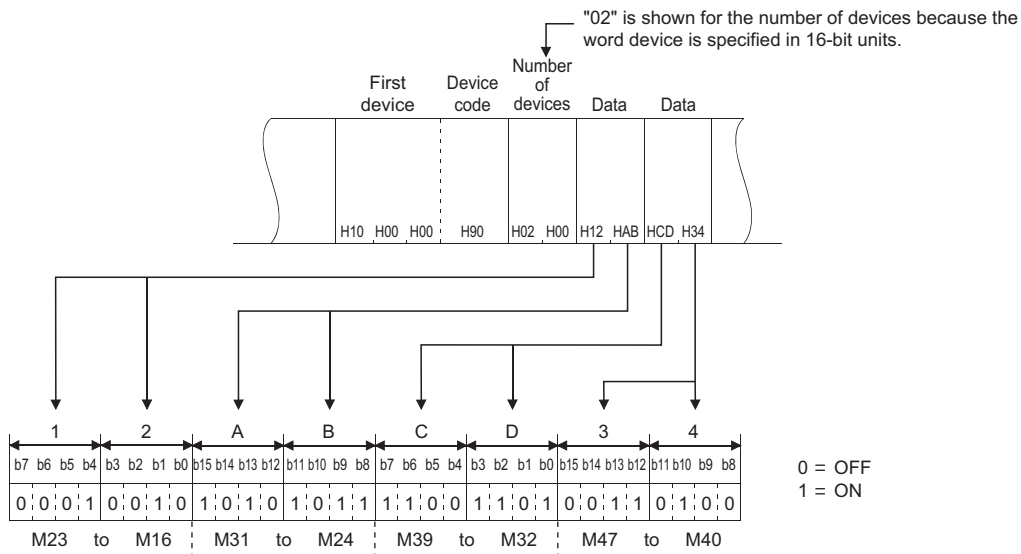 "02" is shown for the number of devices because the
word device is specified in 16-bit units.
First device
Device code
Number of devices
Data
Data
H10 H00 H00 H90 H02 H00 H12 HAB HCD H34
1 2 A B C D 3 4
b7 b6 b5 b4 b3 b2 b1 b0 b15 b14 b13 b12 b11 b10 b9 b8 b7 b6 b5 b4 b3 b2 b1 b0 b15 b14 b13 b12 b11 b10 b9 b8
0 0 0 1 0 0 1 0 1 0 1 0 1 0 1 1 1 1 0 0 1 1 0 1 0 0 1 1 0 1 0 0
M23 to M16 M31 to M24 M39 to M32 M47 to M40
0 = OFF
1 = ON